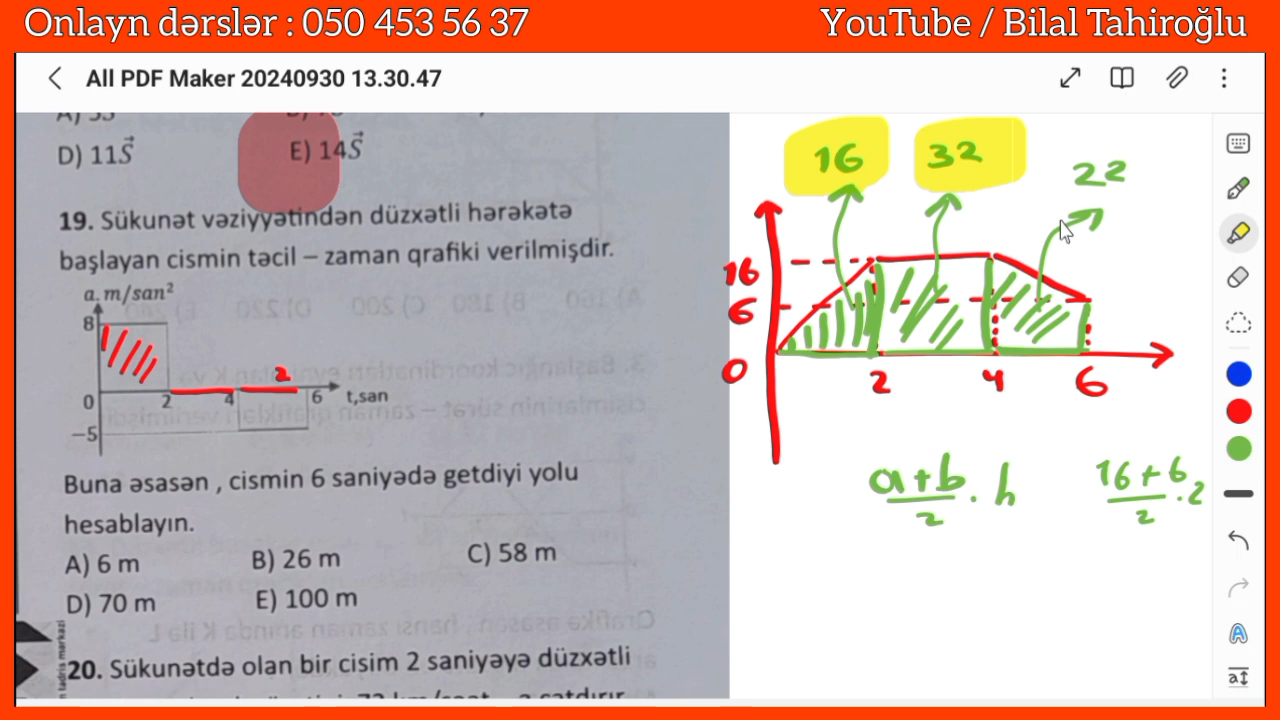 Onlayn dərslər : 050 453 56 37
YouTube / Bilal Tahiroğlu
All PDF Maker 20240930 13.30.47
D) 11S⃗
E) 14S⃗
19. Sükunət vəziyyətindən düzxətli hərəkətə
başlayan cismin təcil – zaman qrafiki verilmişdir.
a.m/san²
8
0
2
4
6
t,san
−5
2
Buna əsasən , cismin 6 saniyədə getdiyi yolu
hesablayın.
A) 6 m
B) 26 m
C) 58 m
D) 70 m
E) 100 m
20. Sükunətdə olan bir cisim 2 saniyəyə düzxətli
16
32
22
16
6
0
2
4
6
a+b/2 . h
16+6/2 . 2